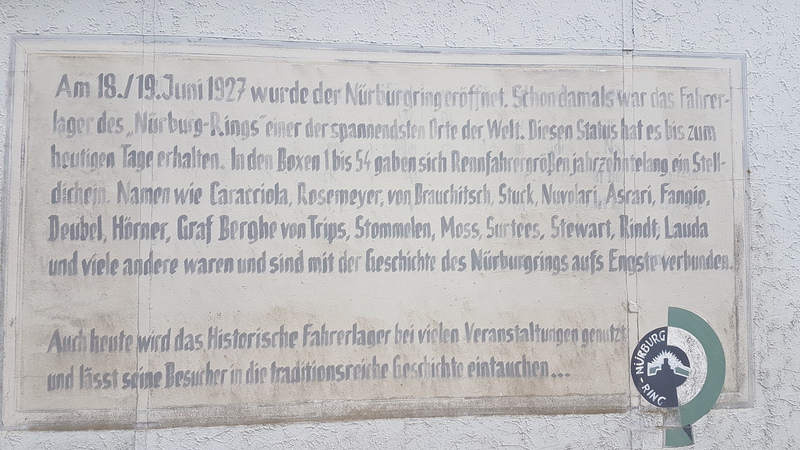 Am 18./19. Juni 1927 wurde der Nürburgring eröffnet. Schon damals war das Fahrer-
lager des „Nürburg-Rings“ einer der spannendsten Orte der Welt. Diesen Status hat es bis zum
heutigen Tage erhalten. In den Boxen 1 bis 54 gaben sich Rennfahrergrößen jahrzehntelang ein Stell-
dichein. Namen wie Caracciola, Rosemeyer, von Brauchitsch, Stuck, Nuvolari, Ascari, Fangio,
Deubel, Hörner, Graf Berghe von Trips, Stommelen, Moss, Surtees, Stewart, Rindt, Lauda
und viele andere waren und sind mit der Geschichte des Nürburgrings aufs Engste verbunden.
Auch heute wird das Historische Fahrerlager bei vielen Veranstaltungen genutzt
und lässt seine Besucher in die traditionsreiche Geschichte eintauchen...
NÜRBURG
-RING